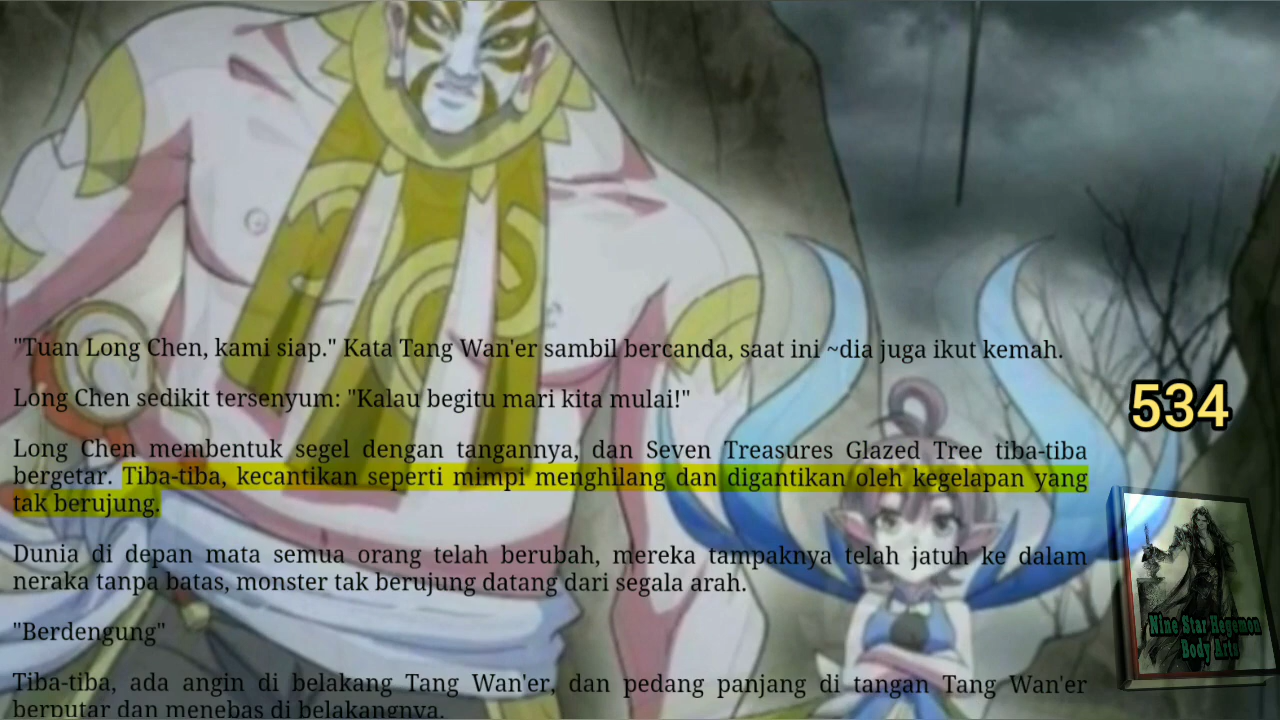 "Tuan Long Chen, kami siap." Kata Tang Wan'er sambil bercanda, saat ini ~dia juga ikut kemah.
Long Chen sedikit tersenyum: "Kalau begitu mari kita mulai!"
534
Long Chen membentuk segel dengan tangannya, dan Seven Treasures Glazed Tree tiba-tiba
bergetar. Tiba-tiba, kecantikan seperti mimpi menghilang dan digantikan oleh kegelapan yang
tak berujung.
Dunia di depan mata semua orang telah berubah, mereka tampaknya telah jatuh ke dalam
neraka tanpa batas, monster tak berujung datang dari segala arah.
"Berdengung"
Nine Star Hegemon
Body Arts
Tiba-tiba, ada angin di belakang Tang Wan'er, dan pedang panjang di tangan Tang Wan'er
berputar dan menebas di belakangnya.